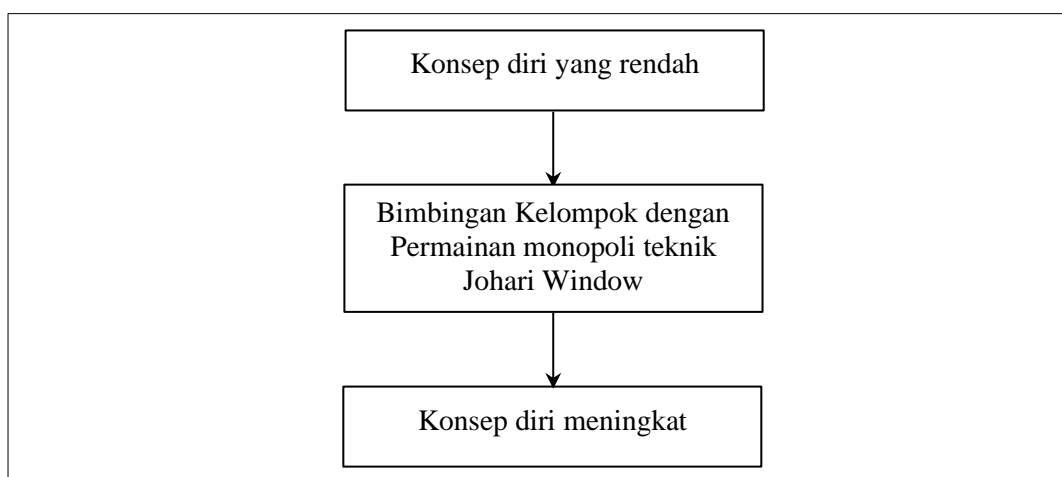 Konsep diri yang rendah
Bimbingan Kelompok dengan
Permainan monopoli teknik
Johari Window
Konsep diri meningkat